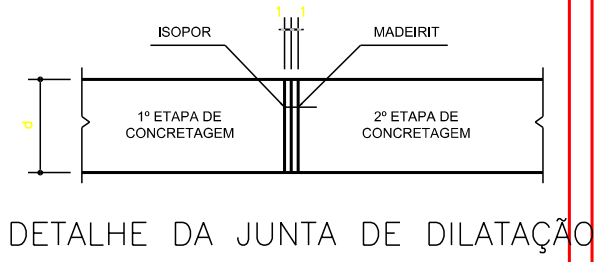 1 1
ISOPOR
MADEIRIT
d
1º ETAPA DE
CONCRETAGEM
2º ETAPA DE
CONCRETAGEM
DETALHE DA JUNTA DE DILATAÇÃO